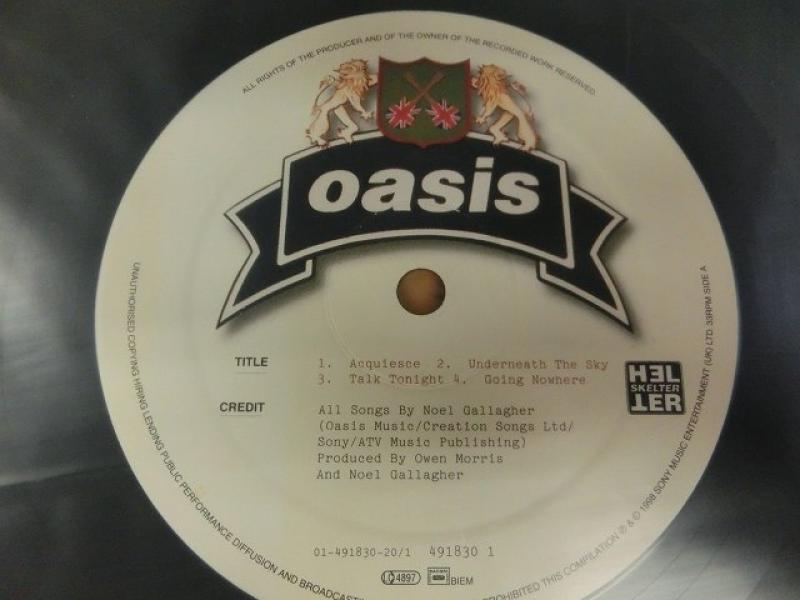 ALL RIGHTS OF THE PRODUCER AND OF THE OWNER OF THE RECORDED WORK RESERVED
oasis
TITLE
1. Acquiesce 2. Underneath The Sky
3. Talk Tonight 4. Going Nowhere
HEL
SKELTER
TER
CREDIT
All Songs By Noel Gallagher
(Oasis Music/Creation Songs Ltd/
Sony/ATV Music Publishing)
Produced By Owen Morris
And Noel Gallagher
01-491830-20/1 491830 1
LC 4897
BIEM
UNAUTHORISED COPYING HIRING LENDING PUBLIC PERFORMANCE DIFFUSION AND BROADCAST
PROHIBITED THIS COMPILATION ℗ & © 1998 SONY MUSIC ENTERTAINMENT (UK) LTD. 33RPM SIDE A